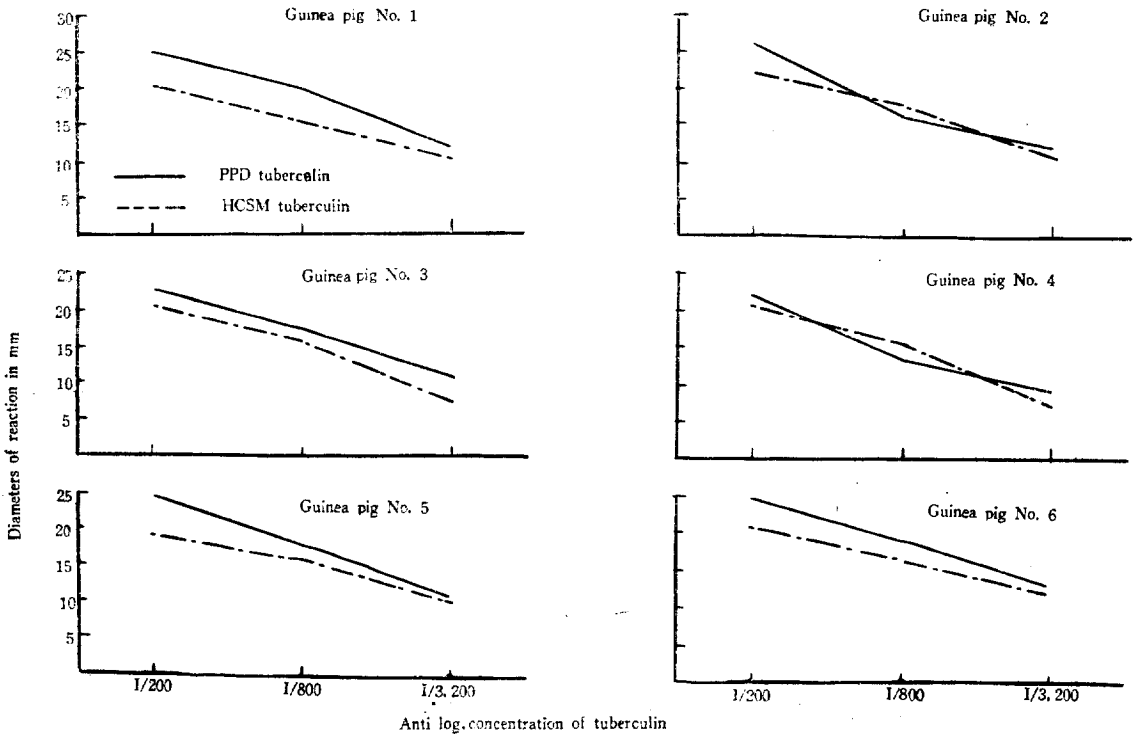 Guinea pig No. 1
30
25
20
15
10
5
PPD tuberculin
HCSM tuberculin
Guinea pig No. 2
Guinea pig No. 3
25
20
15
10
5
Guinea pig No. 4
Diameters of reaction in mm
Guinea pig No. 5
25
20
15
10
5
1/200
1/800
1/3,200
Guinea pig No. 6
1/200
1/800
1/3,200
Anti log.concentration of tuberculin